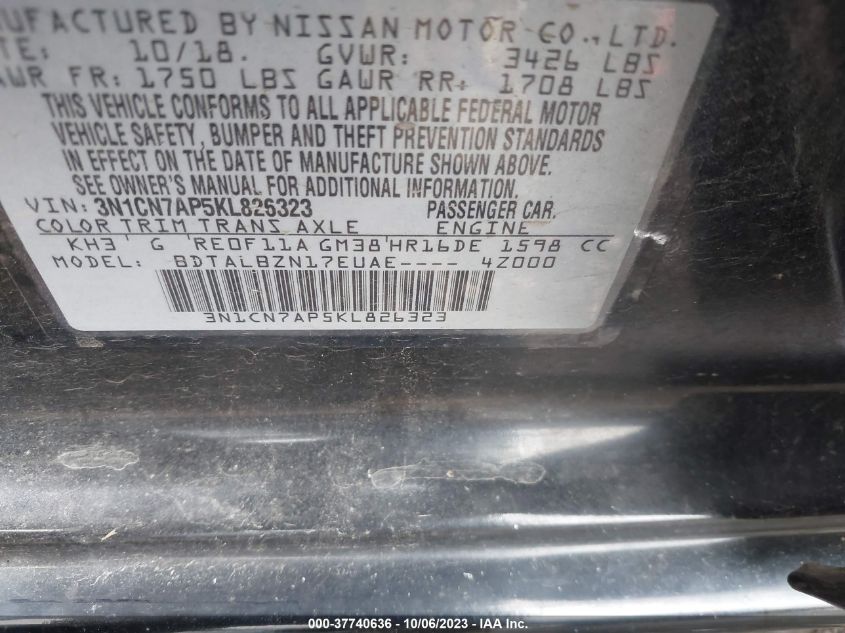 NUFACTURED BY NISSAN MOTOR CO., LTD.
TE: 10/18. GVWR: 3426 LBS
AWR FR: 1750 LBS GAWR RR: 1708 LBS
THIS VEHICLE CONFORMS TO ALL APPLICABLE FEDERAL MOTOR
VEHICLE SAFETY, BUMPER AND THEFT PREVENTION STANDARDS
IN EFFECT ON THE DATE OF MANUFACTURE SHOWN ABOVE.
SEE OWNER'S MANUAL FOR ADDITIONAL INFORMATION.
VIN: 3N1CN7AP5KL826323 PASSENGER CAR.
COLOR TRIM TRANS AXLE ENGINE
KH3 G RE0F11A GM38 HR16DE 1598 CC
MODEL: BDTALBZN17EUAE---- 4Z000
3N1CN7AP5KL826323
000-37740636 - 10/06/2023 - Copyright © IAA, Inc.